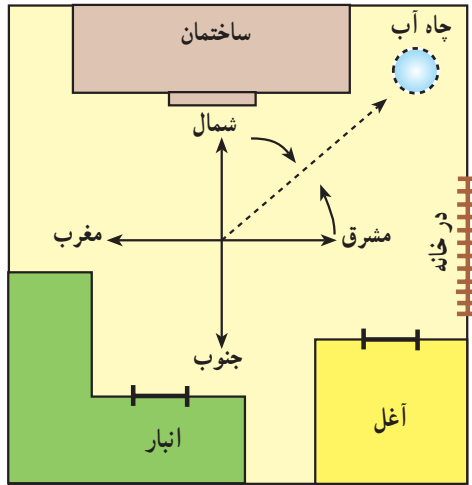 ساختمان
چاه آب
شمال
مشرق
مغرب
در خانه
جنوب
آغل
انبار